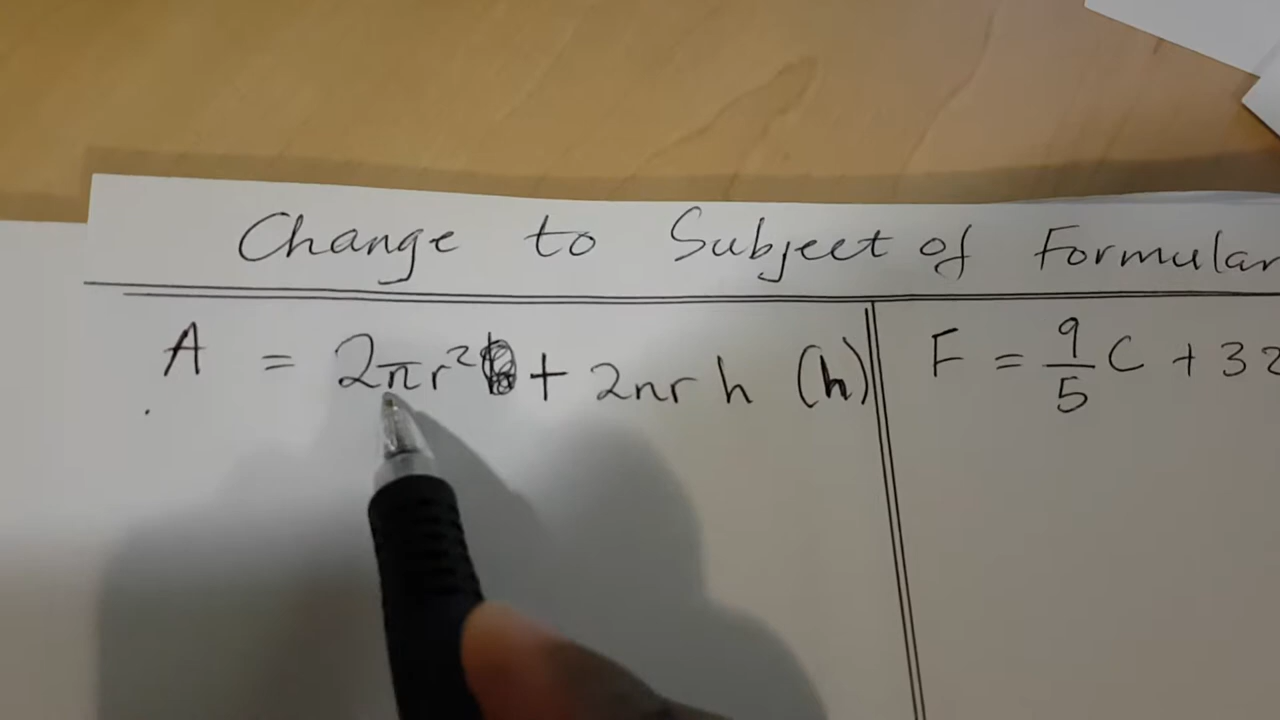 Change to Subject of Formular
A = 2πr² + 2πr h (h)
F = 9/5 C + 32